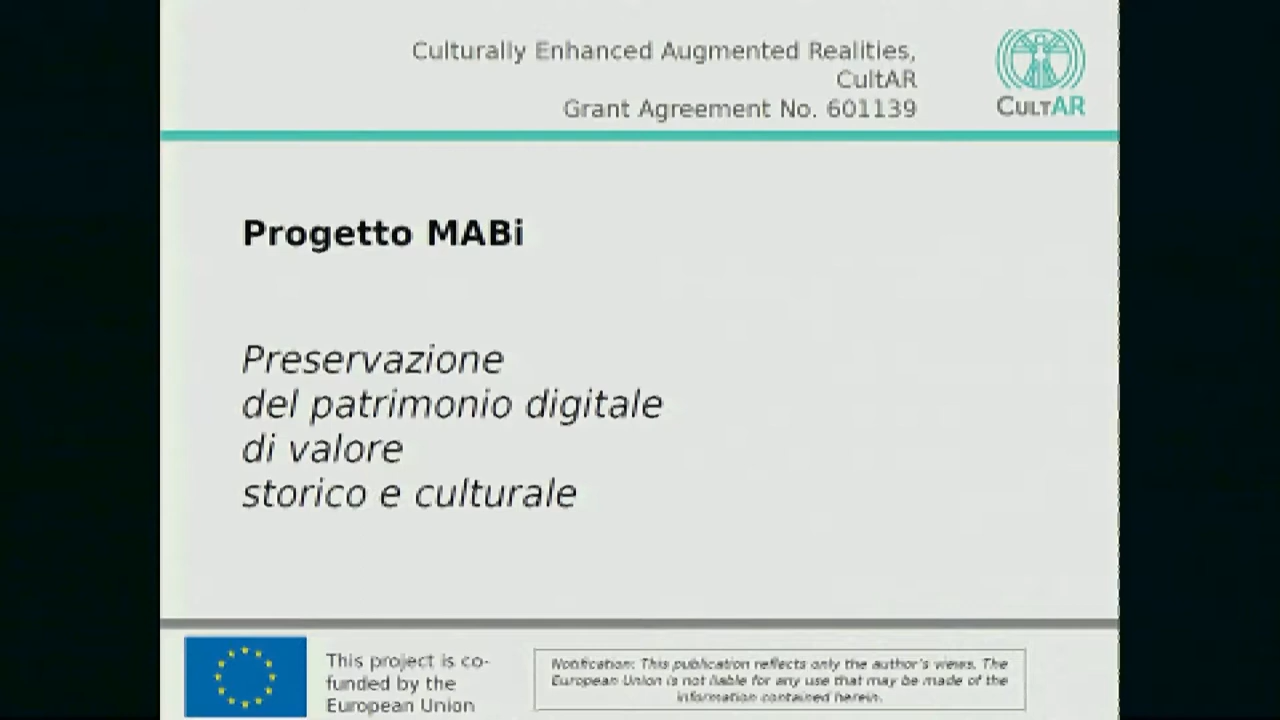 Culturally Enhanced Augmented Realities,
CultAR
Grant Agreement No. 601139
CULTAR
Progetto MABi
Preservazione
del patrimonio digitale
di valore
storico e culturale
This project is co-
funded by the
European Union
Notification: This publication reflects only the author's views. The
European Union is not liable for any use that may be made of the
information contained herein.